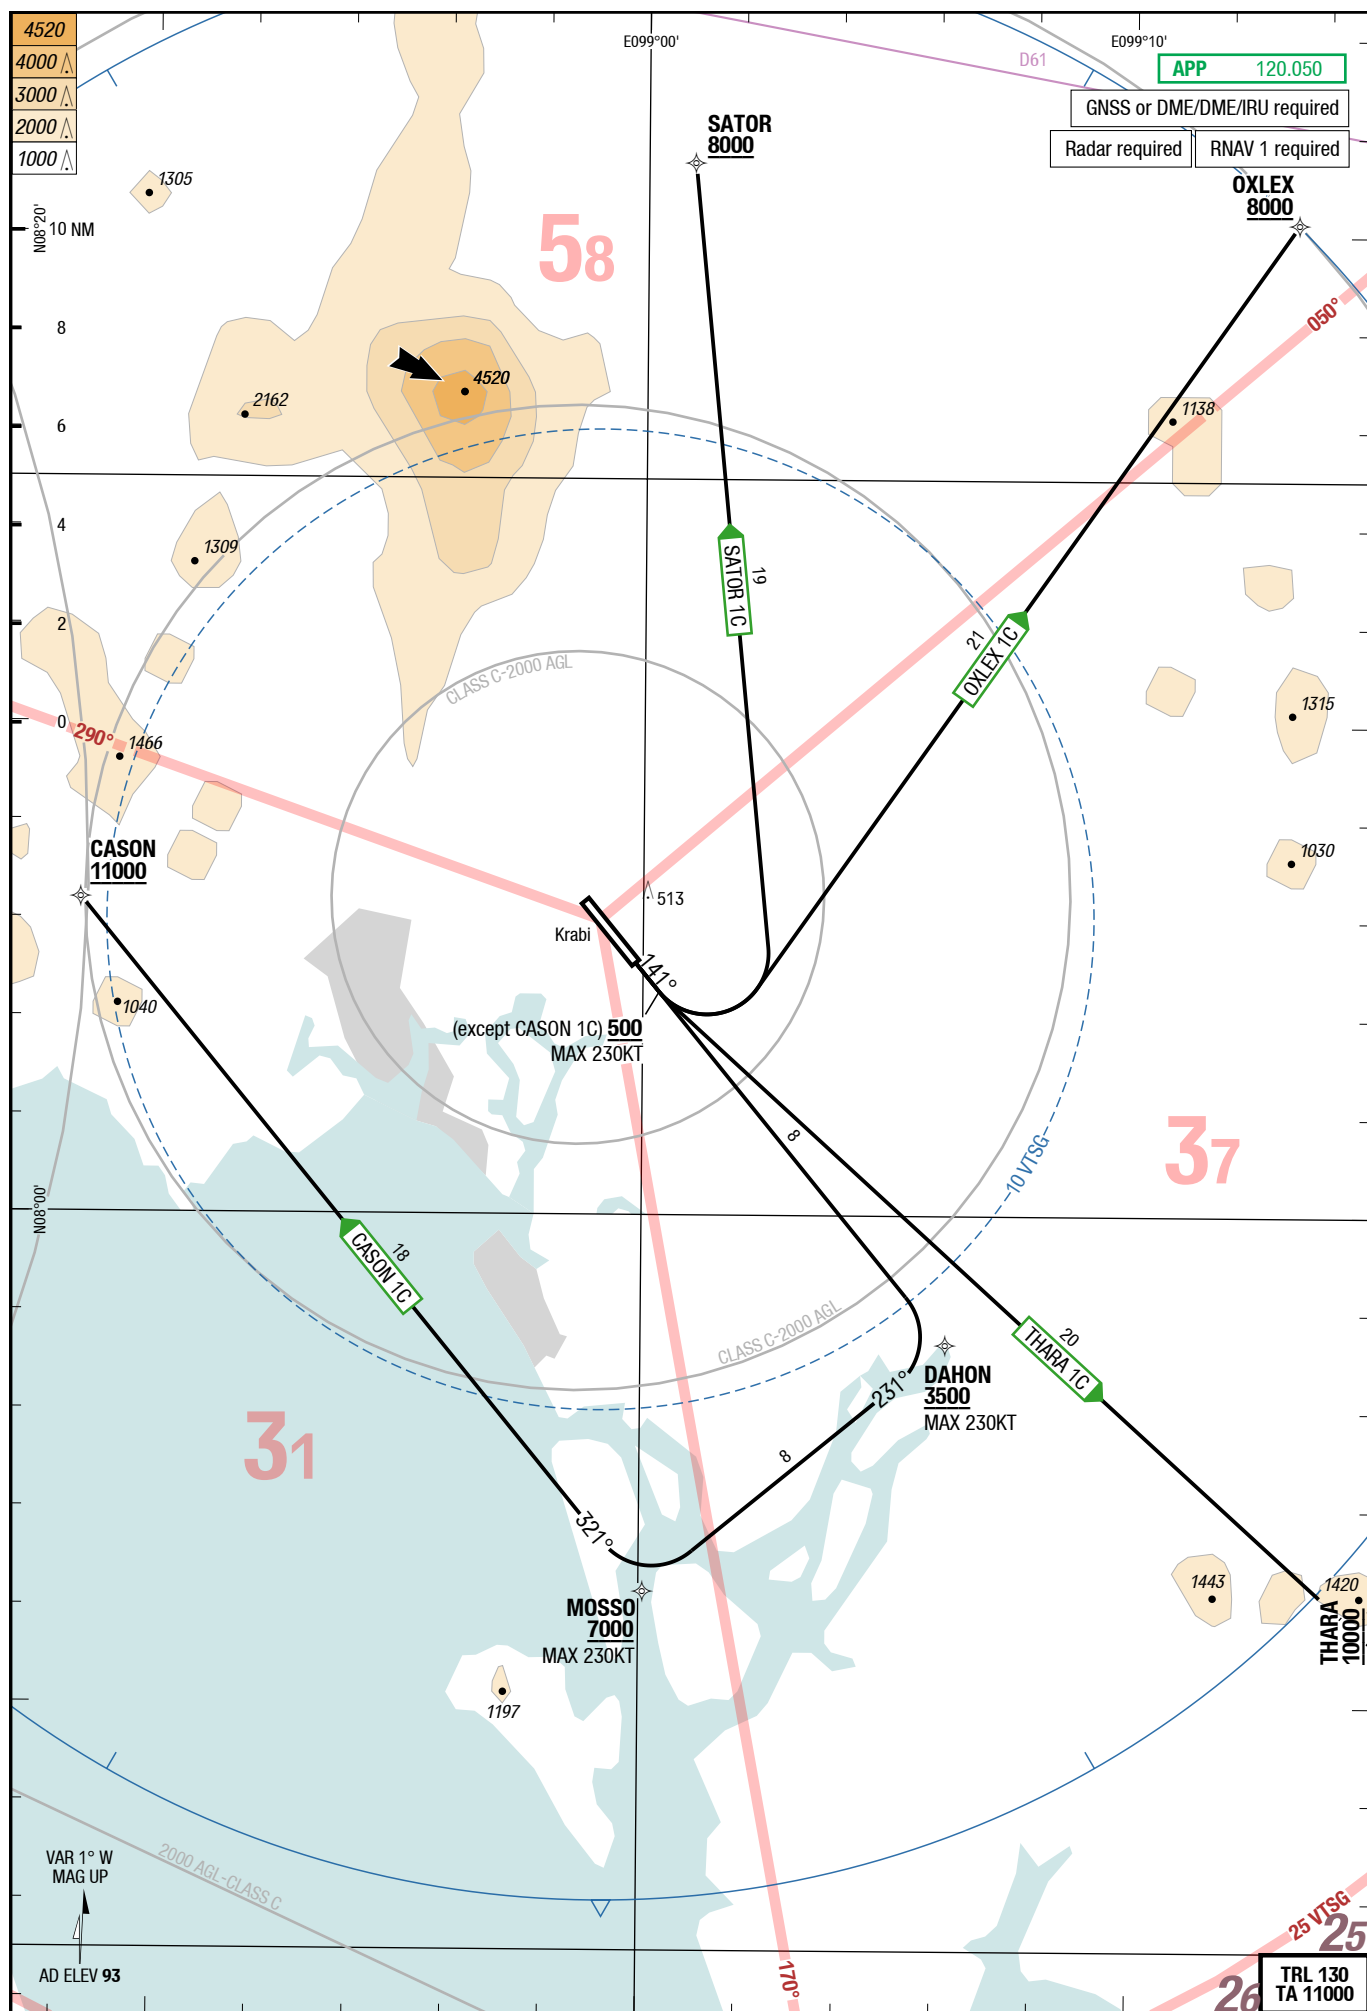 4520
4000
3000
2000
1000
E099°00'
E099°10'
D61
APP 120.050
GNSS or DME/DME/IRU required
Radar required
RNAV 1 required
SATOR
8000
OXLEX
8000
1305
N08°20'
10 NM
58
050°
8
4520
2162
6
1138
4
1309
SATOR 1C
19
2
21
OXLEX 1C
CLASS C-2000 AGL
1315
0
290°
1466
CASON
11000
1030
513
Krabi
141°
1040
(except CASON 1C) 500
MAX 230KT
8
37
10 VTSG
N08°00'
18
CASON 1C
CLASS C-2000 AGL
20
THARA 1C
DAHON
3500
MAX 230KT
231°
31
8
321°
1443
1420
MOSSO
7000
MAX 230KT
THARA
10000
1197
2000 AGL-CLASS C
VAR 1° W
MAG UP
AD ELEV 93
170°
25 VTSG
25
26
TRL 130
TA 11000